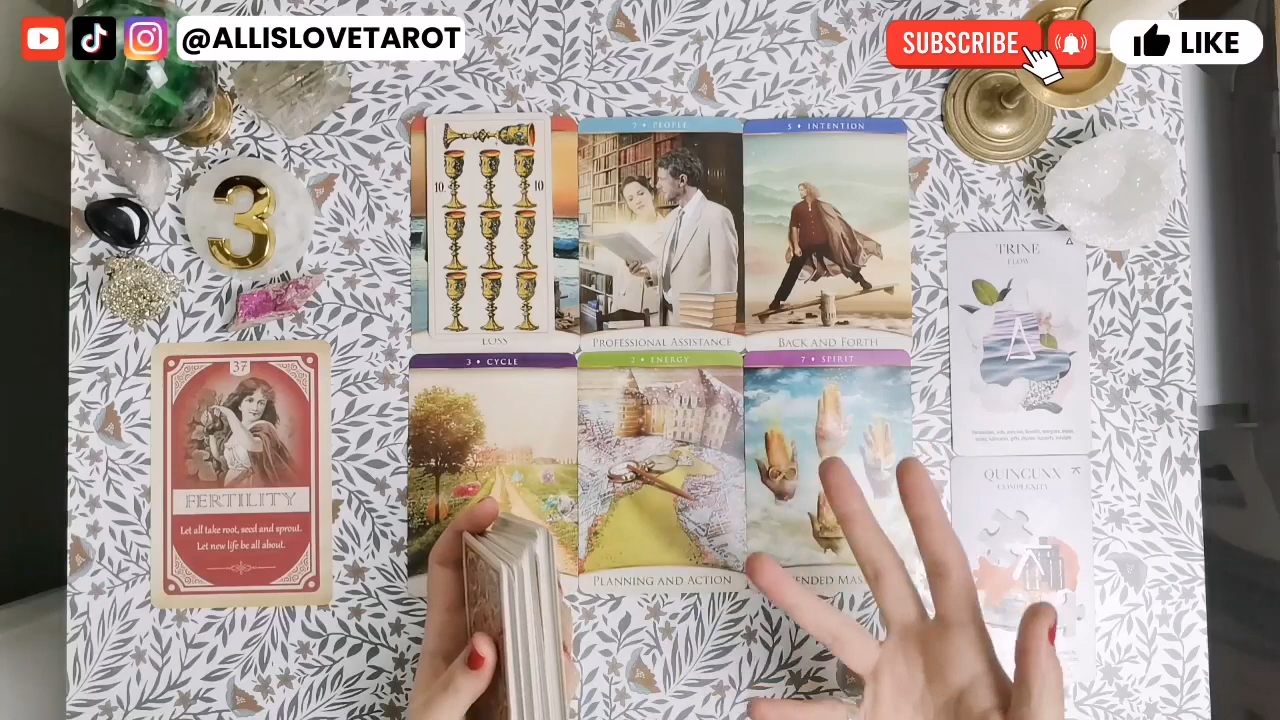 @ALLISLOVETAROT
SUBSCRIBE
LIKE
3
10
10
LOSS
5 • PEOPLE
PROFESSIONAL ASSISTANCE
5 • INTENTION
BACK AND FORTH
3 • CYCLE
2 • ENERGY
PLANNING AND ACTION
7 • SPIRIT
37
FERTILITY
Let all take root, seed and sprout.
Let new life be all about.
TRINE
FLOW
QUINCUNX
COMPLEXITY